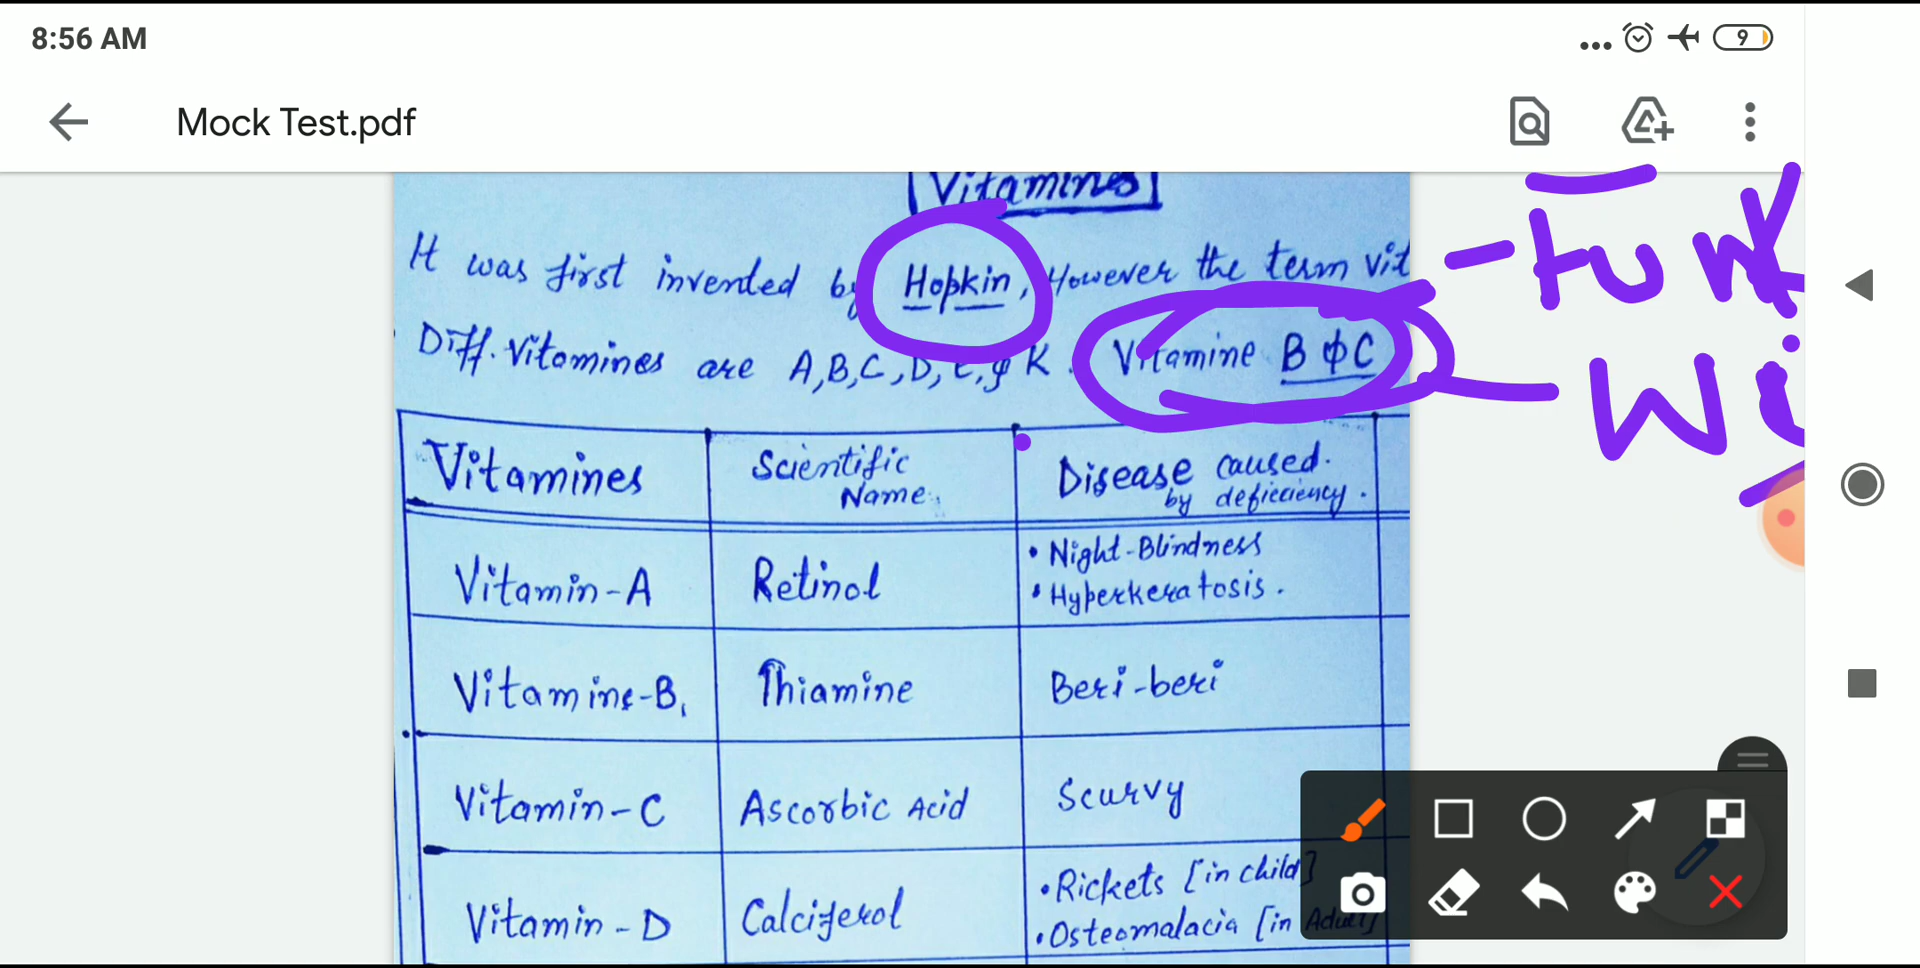 8:56 AM
9
Mock Test.pdf
Vitamines
It was first invented by Hopkin, However the term vit
Diff. Vitamines are A,B,C,D,E,& K. Vitamine B & C
Vitamines Scientific Name Disease caused by deficiency.
Vitamin-A Retinol • Night-Blindness
• Hyperkeratosis.
Vitamine-B₁ Thiamine Beri-beri
Vitamin-C Ascorbic Acid Scurvy
Vitamin-D Calciferol • Rickets [in child]
• Osteomalacia [in Adult]